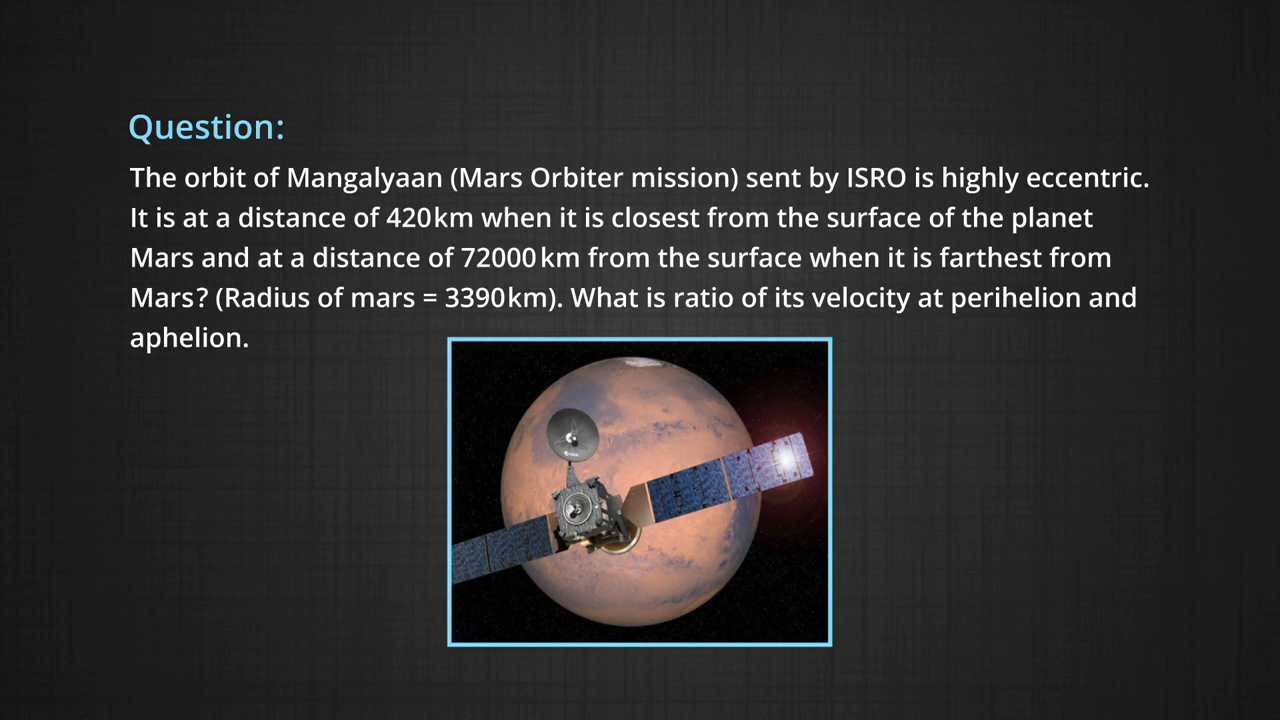 Question:
The orbit of Mangalyaan (Mars Orbiter mission) sent by ISRO is highly eccentric.
It is at a distance of 420km when it is closest from the surface of the planet
Mars and at a distance of 72000km from the surface when it is farthest from
Mars? (Radius of mars = 3390km). What is ratio of its velocity at perihelion and
aphelion.